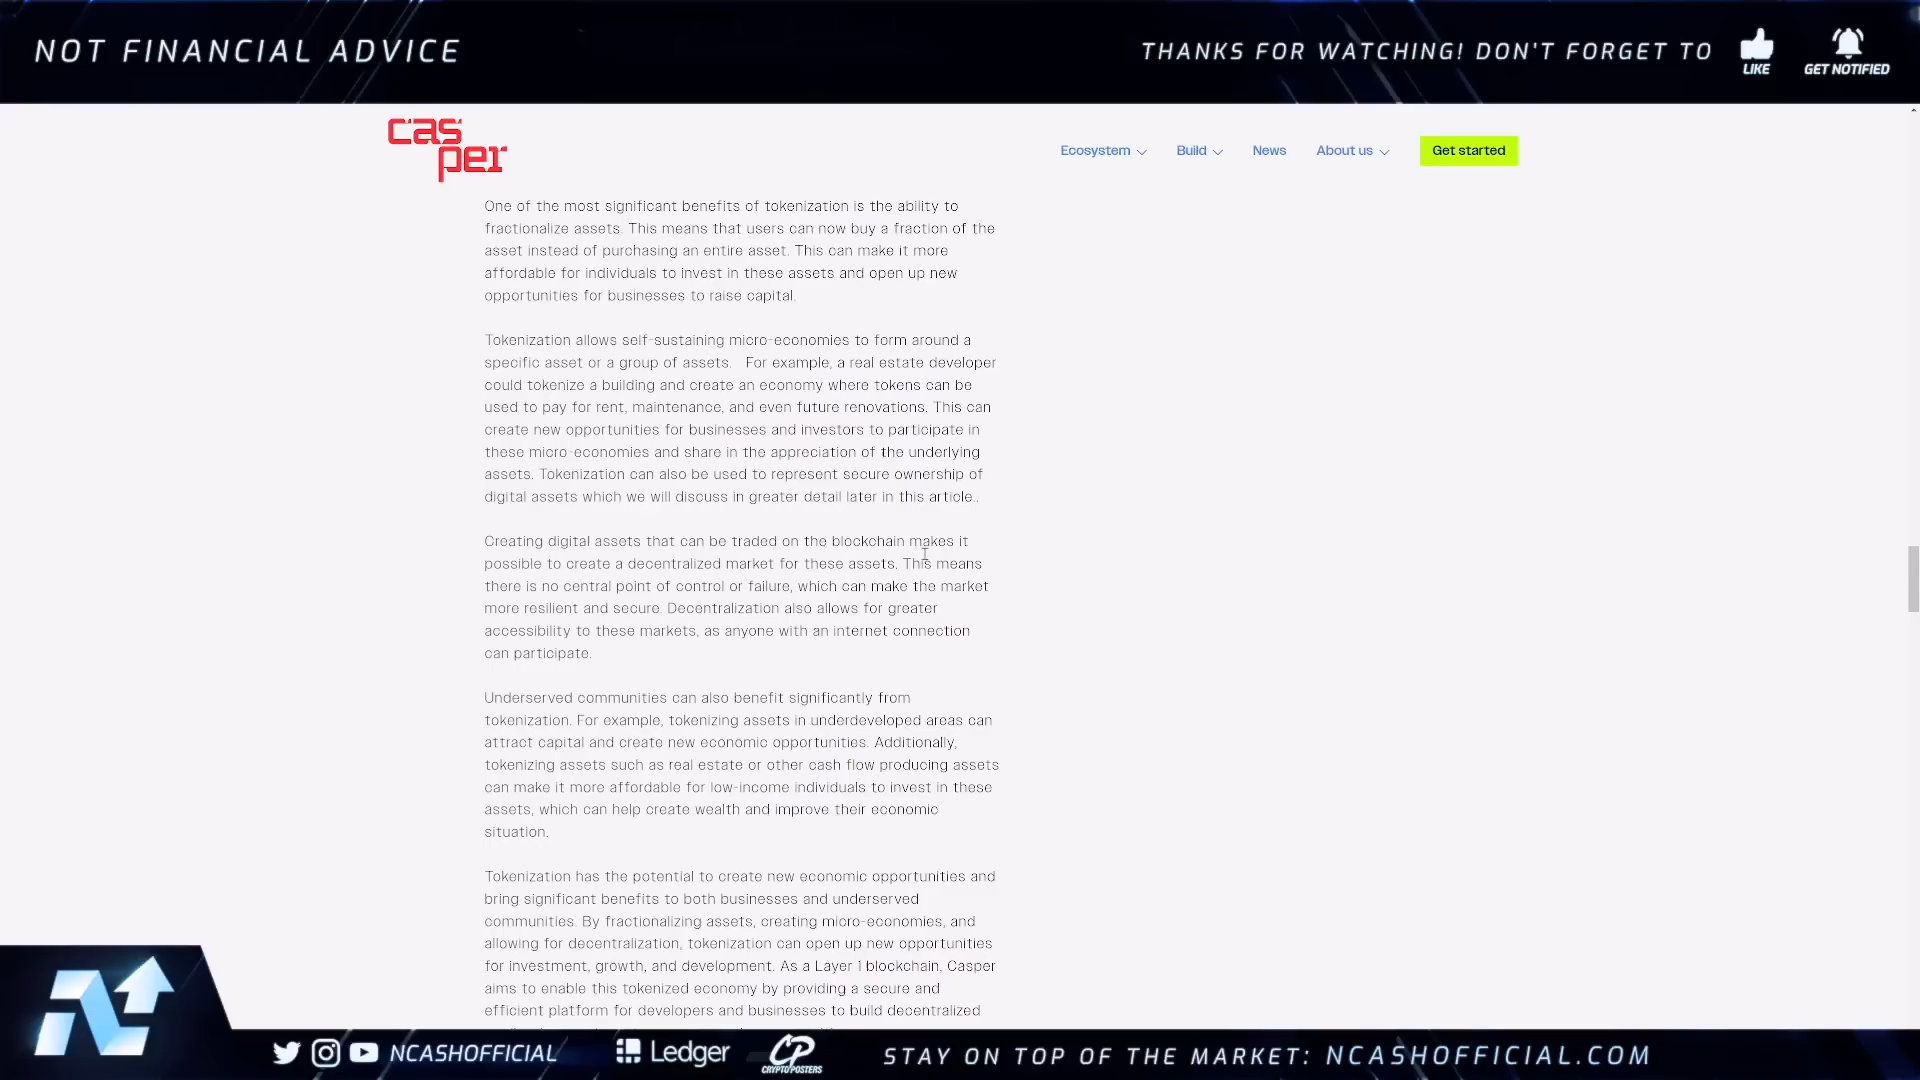 NOT FINANCIAL ADVICE
THANKS FOR WATCHING! DON'T FORGET TO
LIKE
GET NOTIFIED
casper
Ecosystem
Build
News
About us
Get started
One of the most significant benefits of tokenization is the ability to
fractionalize assets. This means that users can now buy a fraction of the
asset instead of purchasing an entire asset. This can make it more
affordable for individuals to invest in these assets and open up new
opportunities for businesses to raise capital.
Tokenization allows self-sustaining micro-economies to form around a
specific asset or a group of assets.   For example, a real estate developer
could tokenize a building and create an economy where tokens can be
used to pay for rent, maintenance, and even future renovations. This can
create new opportunities for businesses and investors to participate in
these micro-economies and share in the appreciation of the underlying
assets. Tokenization can also be used to represent secure ownership of
digital assets which we will discuss in greater detail later in this article..
Creating digital assets that can be traded on the blockchain makes it
possible to create a decentralized market for these assets. This means
there is no central point of control or failure, which can make the market
more resilient and secure. Decentralization also allows for greater
accessibility to these markets, as anyone with an internet connection
can participate.
Underserved communities can also benefit significantly from
tokenization. For example, tokenizing assets in underdeveloped areas can
attract capital and create new economic opportunities. Additionally,
tokenizing assets such as real estate or other cash flow producing assets
can make it more affordable for low-income individuals to invest in these
assets, which can help create wealth and improve their economic
situation.
Tokenization has the potential to create new economic opportunities and
bring significant benefits to both businesses and underserved
communities. By fractionalizing assets, creating micro-economies, and
allowing for decentralization, tokenization can open up new opportunities
for investment, growth, and development. As a Layer 1 blockchain, Casper
aims to enable this tokenized economy by providing a secure and
efficient platform for developers and businesses to build decentralized
NCASHOFFICIAL
Ledger
CP
CRYPTOPOSTERS
STAY ON TOP OF THE MARKET: NCASHOFFICIAL.COM